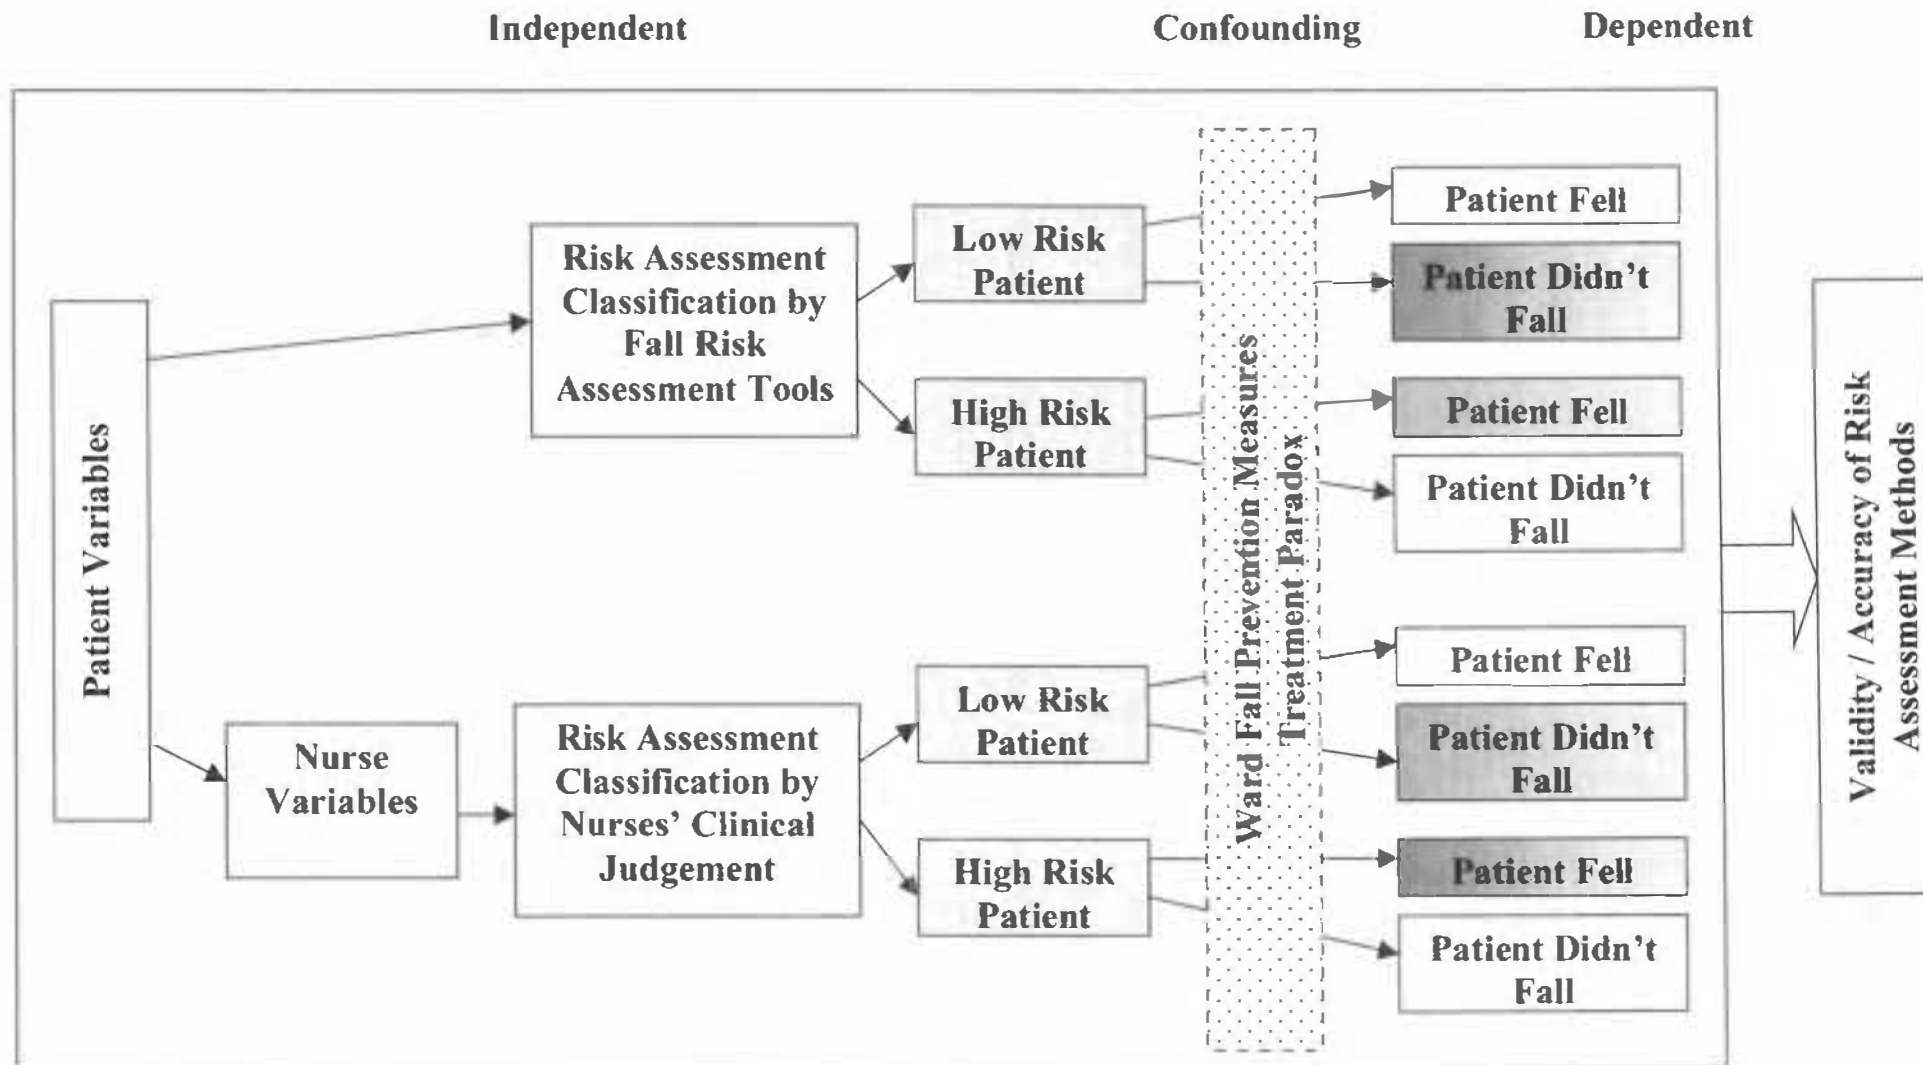 Independent
Confounding
Dependent
Patient Variables
Risk Assessment
Classification by
Fall Risk
Assessment Tools
Low Risk
Patient
High Risk
Patient
Patient Fell
Patient Didn't
Fall
Patient Fell
Patient Didn't
Fall
Nurse
Variables
Risk Assessment
Classification by
Nurses' Clinical
Judgement
Low Risk
Patient
High Risk
Patient
Ward Fall Prevention Measures
Treatment Paradox
Patient Fell
Patient Didn't
Fall
Patient Fell
Patient Didn't
Fall
Validity / Accuracy of Risk
Assessment Methods